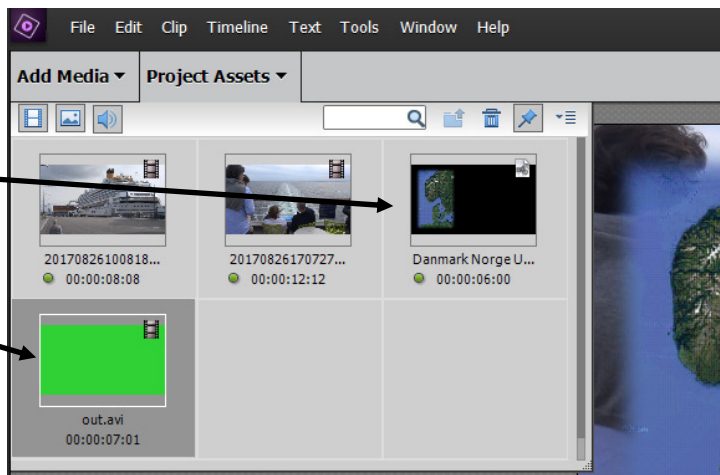 File Edit Clip Timeline Text Tools Window Help
Add Media Project Assets
20170826100818... 20170826170727... Danmark Norge U...
00:00:08:08 00:00:12:12 00:00:06:00
out.avi
00:00:07:01